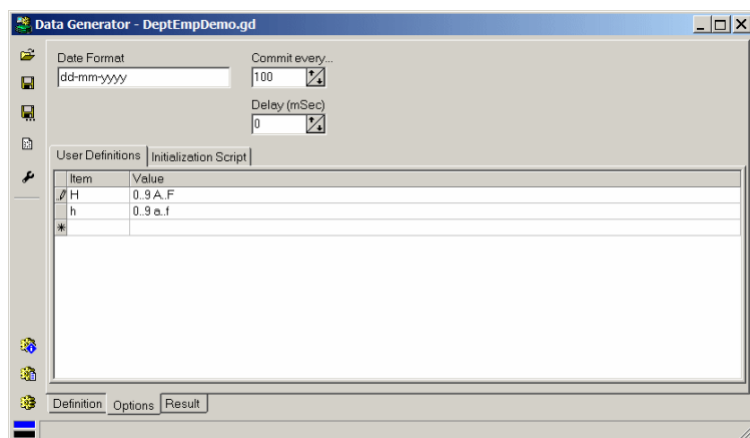 Data Generator - DeptEmpDemo.gd
Date Format Commit every...
dd-mm-yyyy 100
Delay (mSec)
0
User Definitions Initialization Script
Item Value
H 0..9 A..F
h 0..9 a..f
Definition Options Result